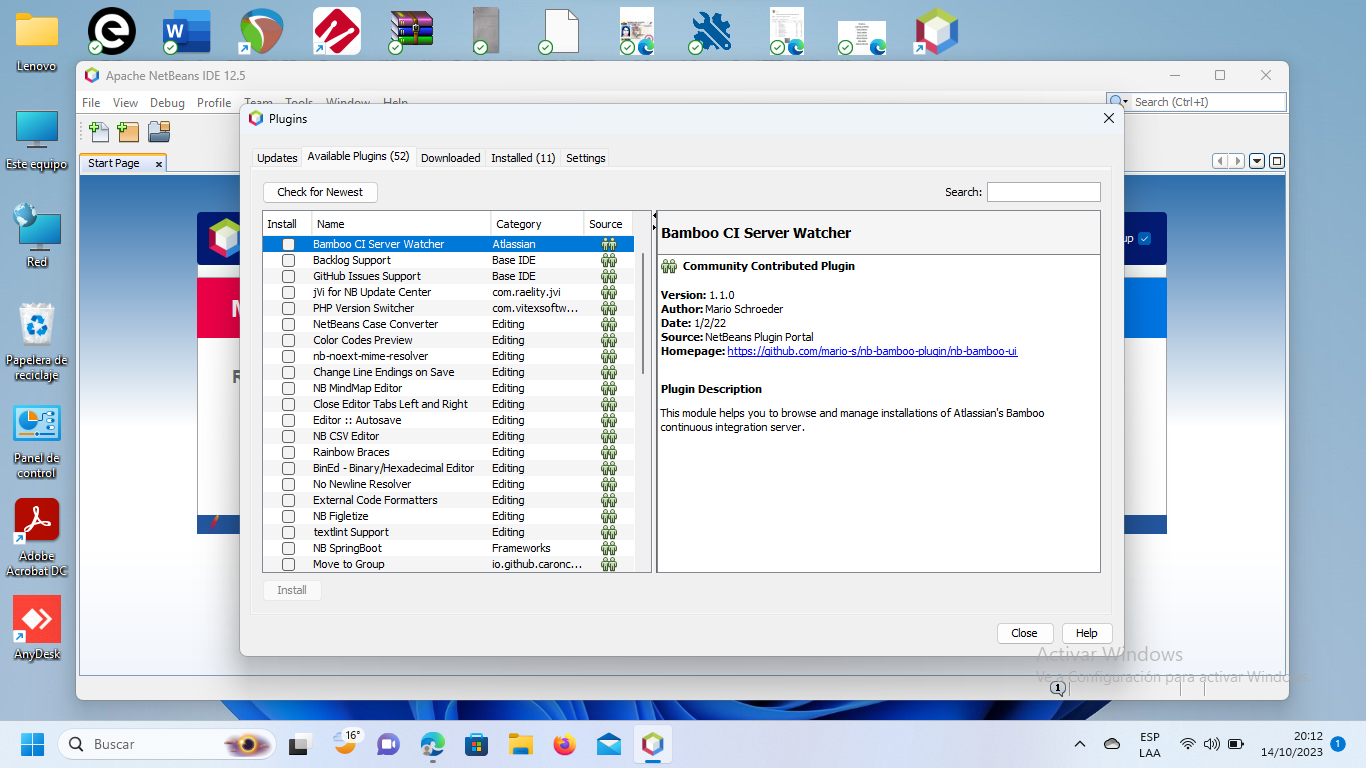 Lenovo
Este equipo
Red
Papelera de
reciclaje
Panel de
control
Adobe
Acrobat DC
AnyDesk
Apache NetBeans IDE 12.5
File View Debug Profile Team Tools Window Help
Search (Ctrl+I)
Start Page
Plugins
Updates Available Plugins (52) Downloaded Installed (11) Settings
Check for Newest
Search:
Install Name Category Source
Bamboo CI Server Watcher Atlassian
Backlog Support Base IDE
GitHub Issues Support Base IDE
jVi for NB Update Center com.raelity.jvi
PHP Version Switcher com.vitexsoftw...
NetBeans Case Converter Editing
Color Codes Preview Editing
nb-noext-mime-resolver Editing
Change Line Endings on Save Editing
NB MindMap Editor Editing
Close Editor Tabs Left and Right Editing
Editor :: Autosave Editing
NB CSV Editor Editing
Rainbow Braces Editing
BinEd - Binary/Hexadecimal Editor Editing
No Newline Resolver Editing
External Code Formatters Editing
NB Figletize Editing
textlint Support Editing
NB SpringBoot Frameworks
Move to Group io.github.caronc...
Install
Bamboo CI Server Watcher
Community Contributed Plugin
Version: 1.1.0
Author: Mario Schroeder
Date: 1/2/22
Source: NetBeans Plugin Portal
Homepage: https://github.com/mario-s/nb-bamboo-plugin/nb-bamboo-ui
Plugin Description
This module helps you to browse and manage installations of Atlassian's Bamboo
continuous integration server.
Close Help
up
Activar Windows
Ve a Configuración para activar Windows
1
Buscar
16°
ESP
LAA
20:12
14/10/2023
1